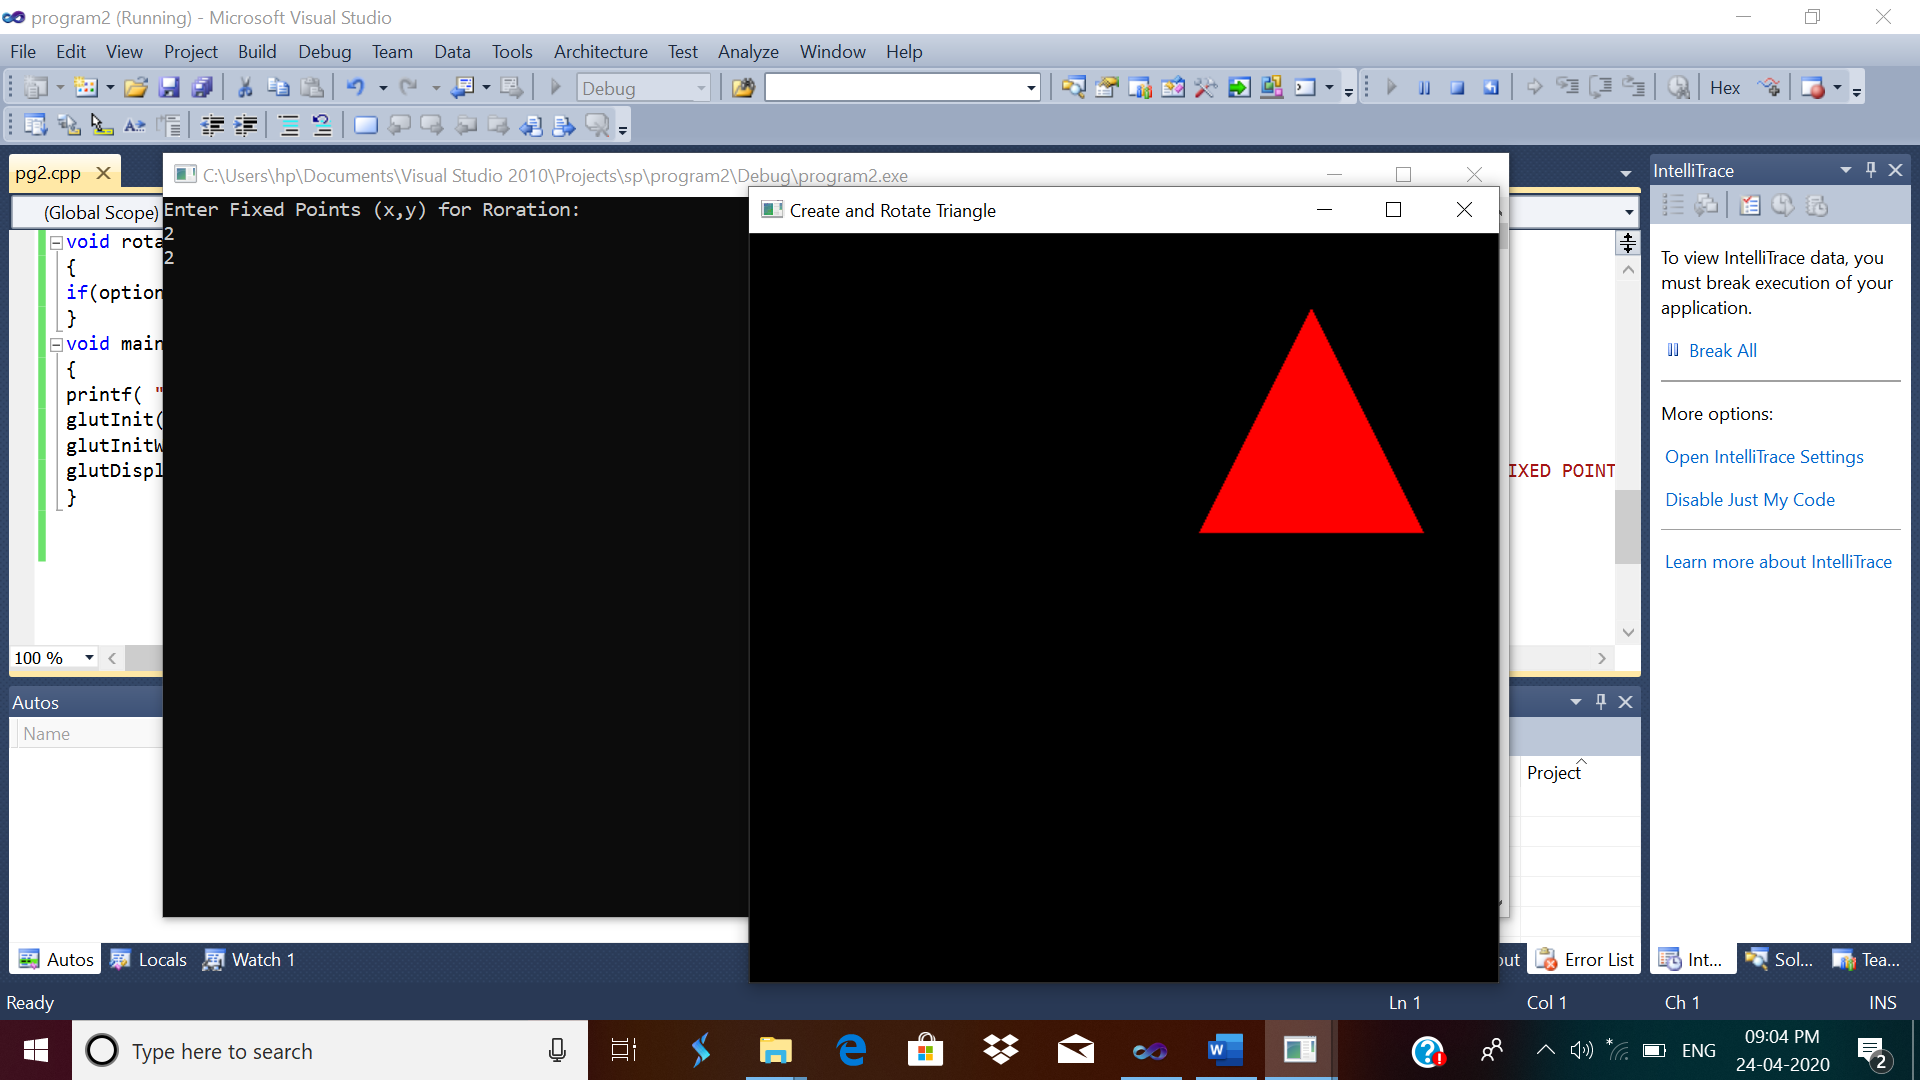 program2 (Running) - Microsoft Visual Studio
File Edit View Project Build Debug Team Data Tools Architecture Test Analyze Window Help
Debug
Hex
pg2.cpp
(Global Scope)
void rota
{
if(option
}
void main
{
printf( "
glutInit(
glutInitW
glutDispl
}
IXED POINT
100 %
C:\Users\hp\Documents\Visual Studio 2010\Projects\sp\program2\Debug\program2.exe
Enter Fixed Points (x,y) for Roration:
2
2
Create and Rotate Triangle
IntelliTrace
To view IntelliTrace data, you
must break execution of your
application.
Break All
More options:
Open IntelliTrace Settings
Disable Just My Code
Learn more about IntelliTrace
Autos
Name
Project
Autos Locals Watch 1
out Error List
Int... Sol... Tea...
Ready Ln 1 Col 1 Ch 1 INS
Type here to search
ENG
09:04 PM
24-04-2020
2